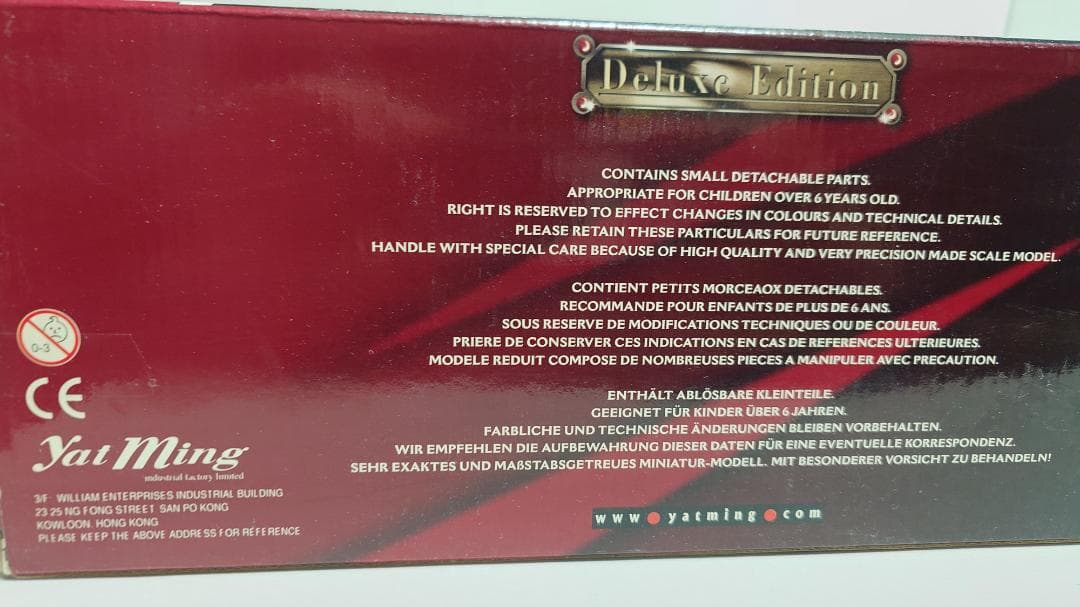 Deluxe Edition
CONTAINS SMALL DETACHABLE PARTS.
APPROPRIATE FOR CHILDREN OVER 6 YEARS OLD.
RIGHT IS RESERVED TO EFFECT CHANGES IN COLOURS AND TECHNICAL DETAILS.
PLEASE RETAIN THESE PARTICULARS FOR FUTURE REFERENCE.
HANDLE WITH SPECIAL CARE BECAUSE OF HIGH QUALITY AND VERY PRECISION MADE SCALE MODEL.
CONTIENT PETITS MORCEAOX DETACHABLES.
RECOMMANDE POUR ENFANTS DE PLUS DE 6 ANS.
SOUS RESERVE DE MODIFICATIONS TECHNIQUES OU DE COULEUR.
PRIERE DE CONSERVER CES INDICATIONS EN CAS DE REFERENCES ULTERIEURES.
MODELE REDUIT COMPOSE DE NOMBREUSES PIECES A MANIPULER AVEC PRECAUTION.
ENTHÄLT ABLÖSBARE KLEINTEILE.
GEEIGNET FÜR KINDER ÜBER 6 JAHREN.
FARBLICHE UND TECHNISCHE ÄNDERUNGEN BLEIBEN VORBEHALTEN.
WIR EMPFEHLEN DIE AUFBEWAHRUNG DIESER DATEN FÜR EINE EVENTUELLE KORRESPONDENZ.
SEHR EXAKTES UND MAßSTABSGETREUES MINIATUR-MODELL. MIT BESONDERER VORSICHT ZU BEHANDELN!
www.yatming.com
0-3
CE
Yat Ming
industrial factory limited
3/F WILLIAM ENTERPRISES INDUSTRIAL BUILDING
23 25 NG FONG STREET SAN PO KONG
KOWLOON, HONG KONG
PLEASE KEEP THE ABOVE ADDRESS FOR REFERENCE